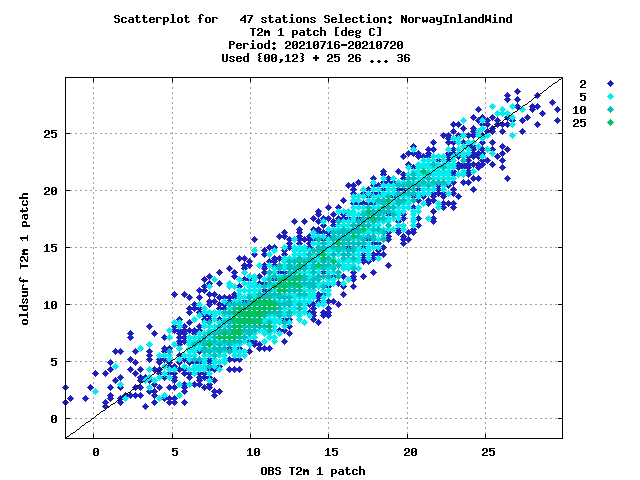 Scatterplot for   47 stations Selection: NorwayInlandWind
T2m 1 patch [deg C]
Period: 20210716-20210720
Used {00,12} + 25 26 ... 36
2
5
10
25
25
20
15
10
5
0
oldsurf T2m 1 patch
0 5 10 15 20 25
OBS T2m 1 patch